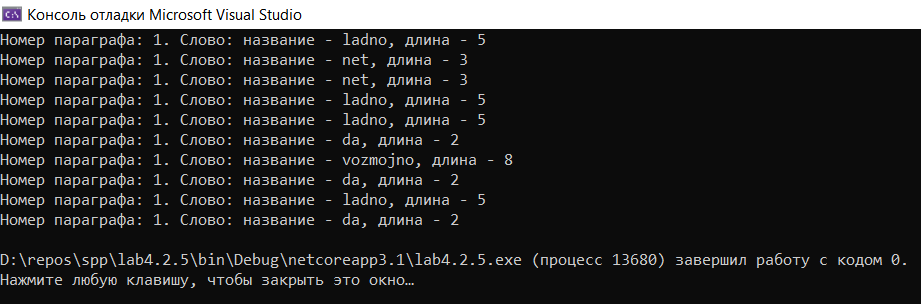 Консоль отладки Microsoft Visual Studio
Номер параграфа: 1. Слово: название - ladno, длина - 5
Номер параграфа: 1. Слово: название - net, длина - 3
Номер параграфа: 1. Слово: название - net, длина - 3
Номер параграфа: 1. Слово: название - ladno, длина - 5
Номер параграфа: 1. Слово: название - ladno, длина - 5
Номер параграфа: 1. Слово: название - da, длина - 2
Номер параграфа: 1. Слово: название - vozmojno, длина - 8
Номер параграфа: 1. Слово: название - da, длина - 2
Номер параграфа: 1. Слово: название - ladno, длина - 5
Номер параграфа: 1. Слово: название - da, длина - 2
D:\repos\spp\lab4.2.5\bin\Debug\netcoreapp3.1\lab4.2.5.exe (процесс 13680) завершил работу с кодом 0.
Нажмите любую клавишу, чтобы закрыть это окно…